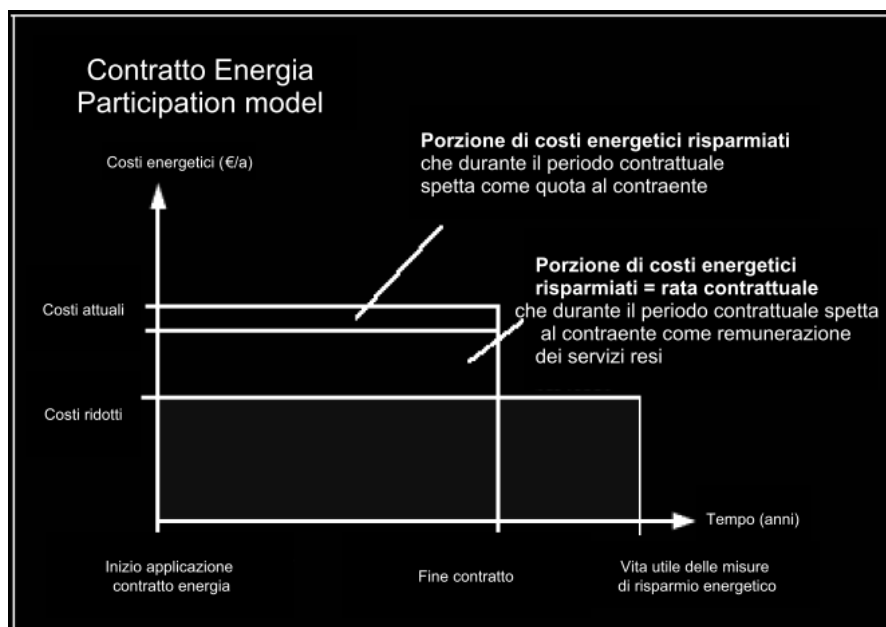 Contratto Energia
Participation model
Costi energetici (€/a)
Porzione di costi energetici risparmiati
che durante il periodo contrattuale
spetta come quota al contraente
Porzione di costi energetici
risparmiati = rata contrattuale
che durante il periodo contrattuale spetta
al contraente come remunerazione
dei servizi resi
Costi attuali
Costi ridotti
Tempo (anni)
Inizio applicazione
contratto energia
Fine contratto
Vita utile delle misure
di risparmio energetico